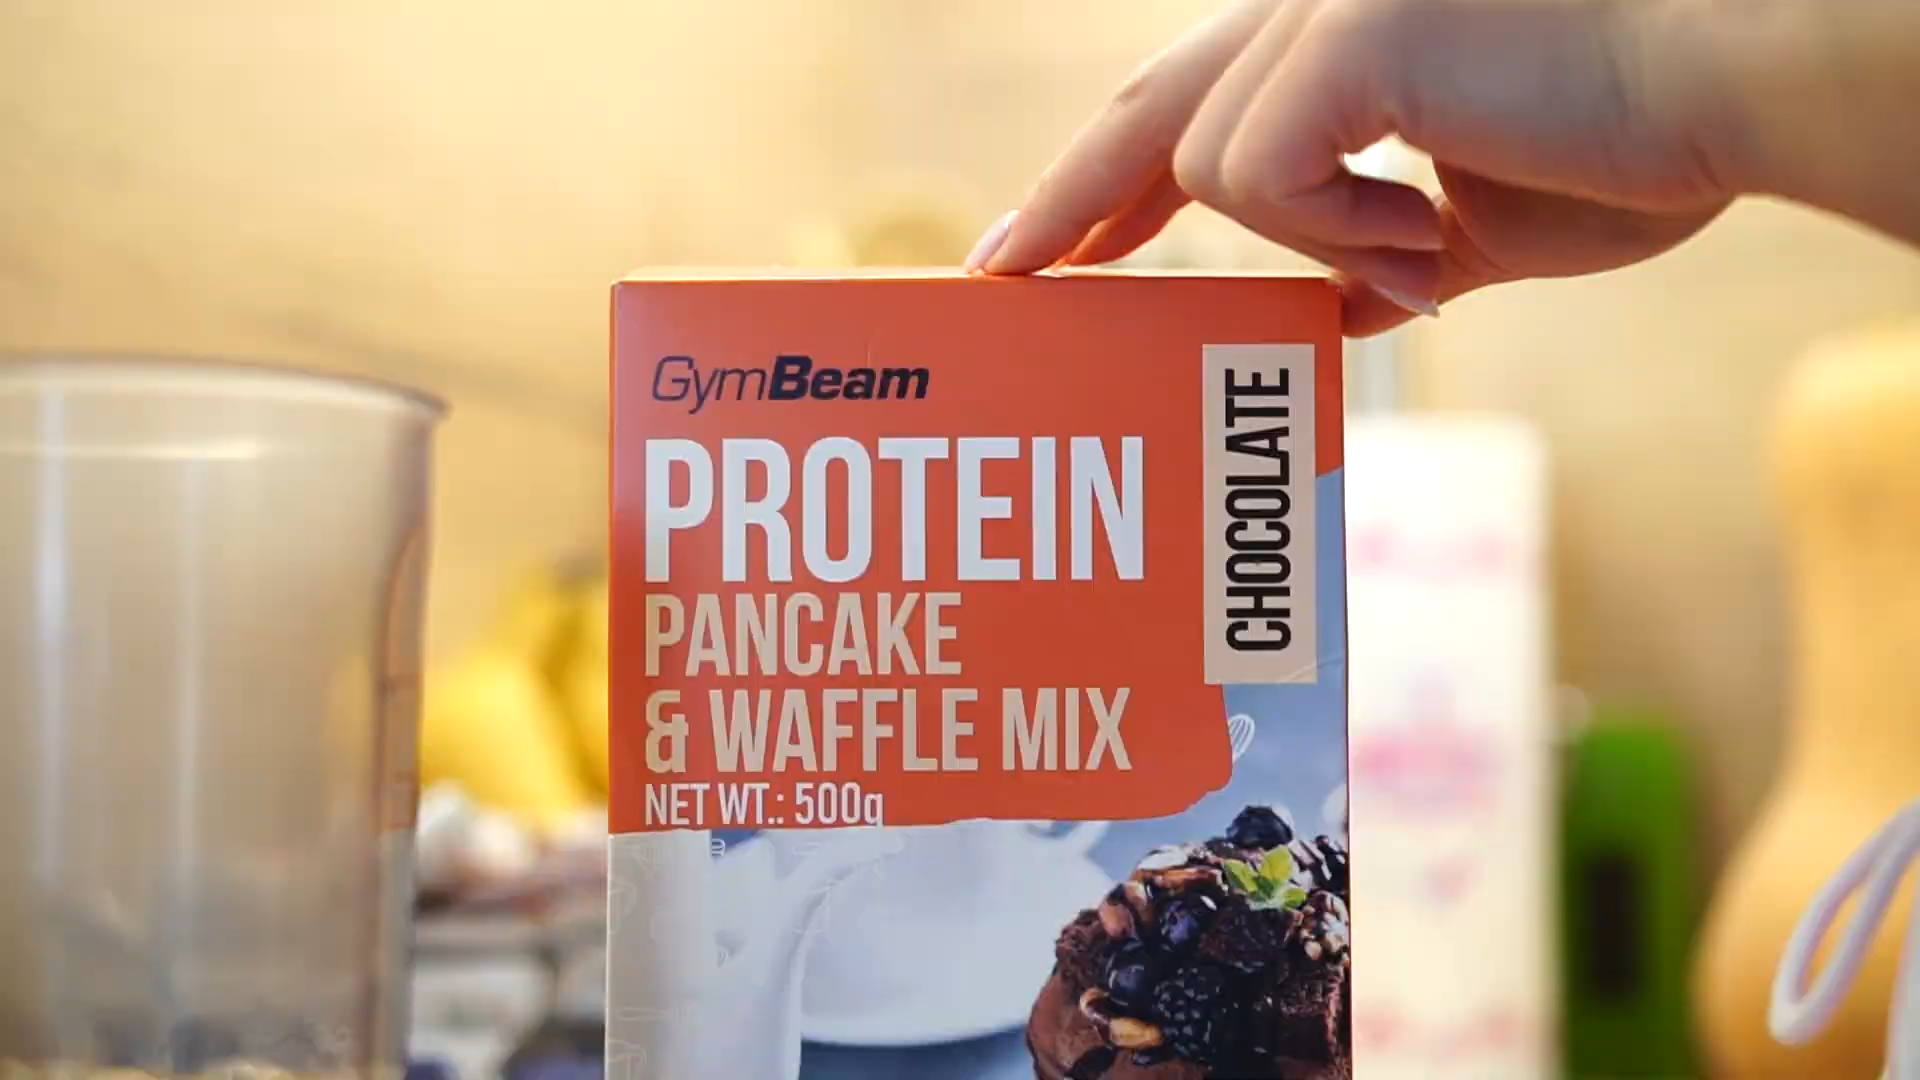 GymBeam
PROTEIN
PANCAKE
& WAFFLE MIX
NET WT.: 500g
CHOCOLATE